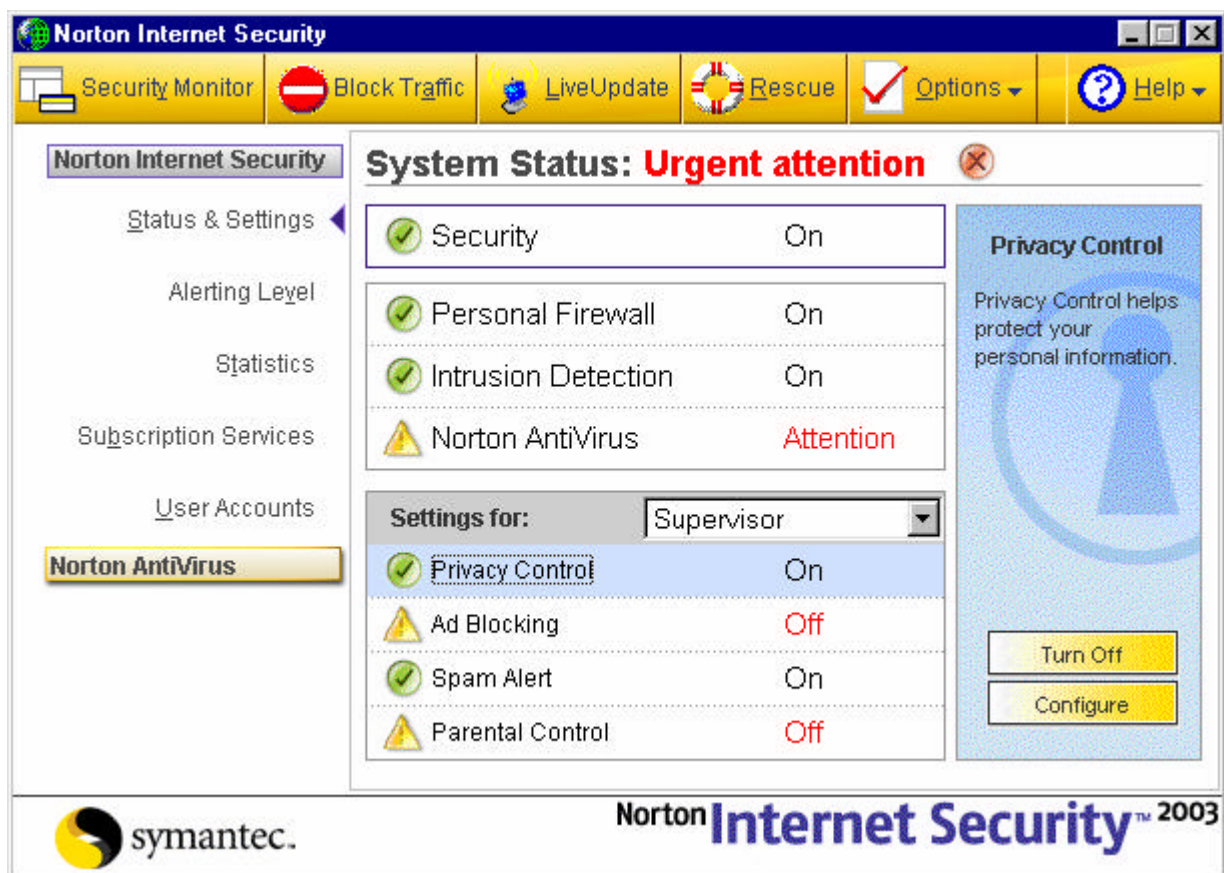 Norton Internet Security
Security Monitor
Block Traffic
LiveUpdate
Rescue
Options
Help
Norton Internet Security
Status & Settings
Alerting Level
Statistics
Subscription Services
User Accounts
Norton AntiVirus
System Status: Urgent attention
Security On
Personal Firewall On
Intrusion Detection On
Norton AntiVirus Attention
Settings for: Supervisor
Privacy Control On
Ad Blocking Off
Spam Alert On
Parental Control Off
Privacy Control
Privacy Control helps
protect your
personal information.
Turn Off
Configure
symantec.
Norton Internet Security™ 2003